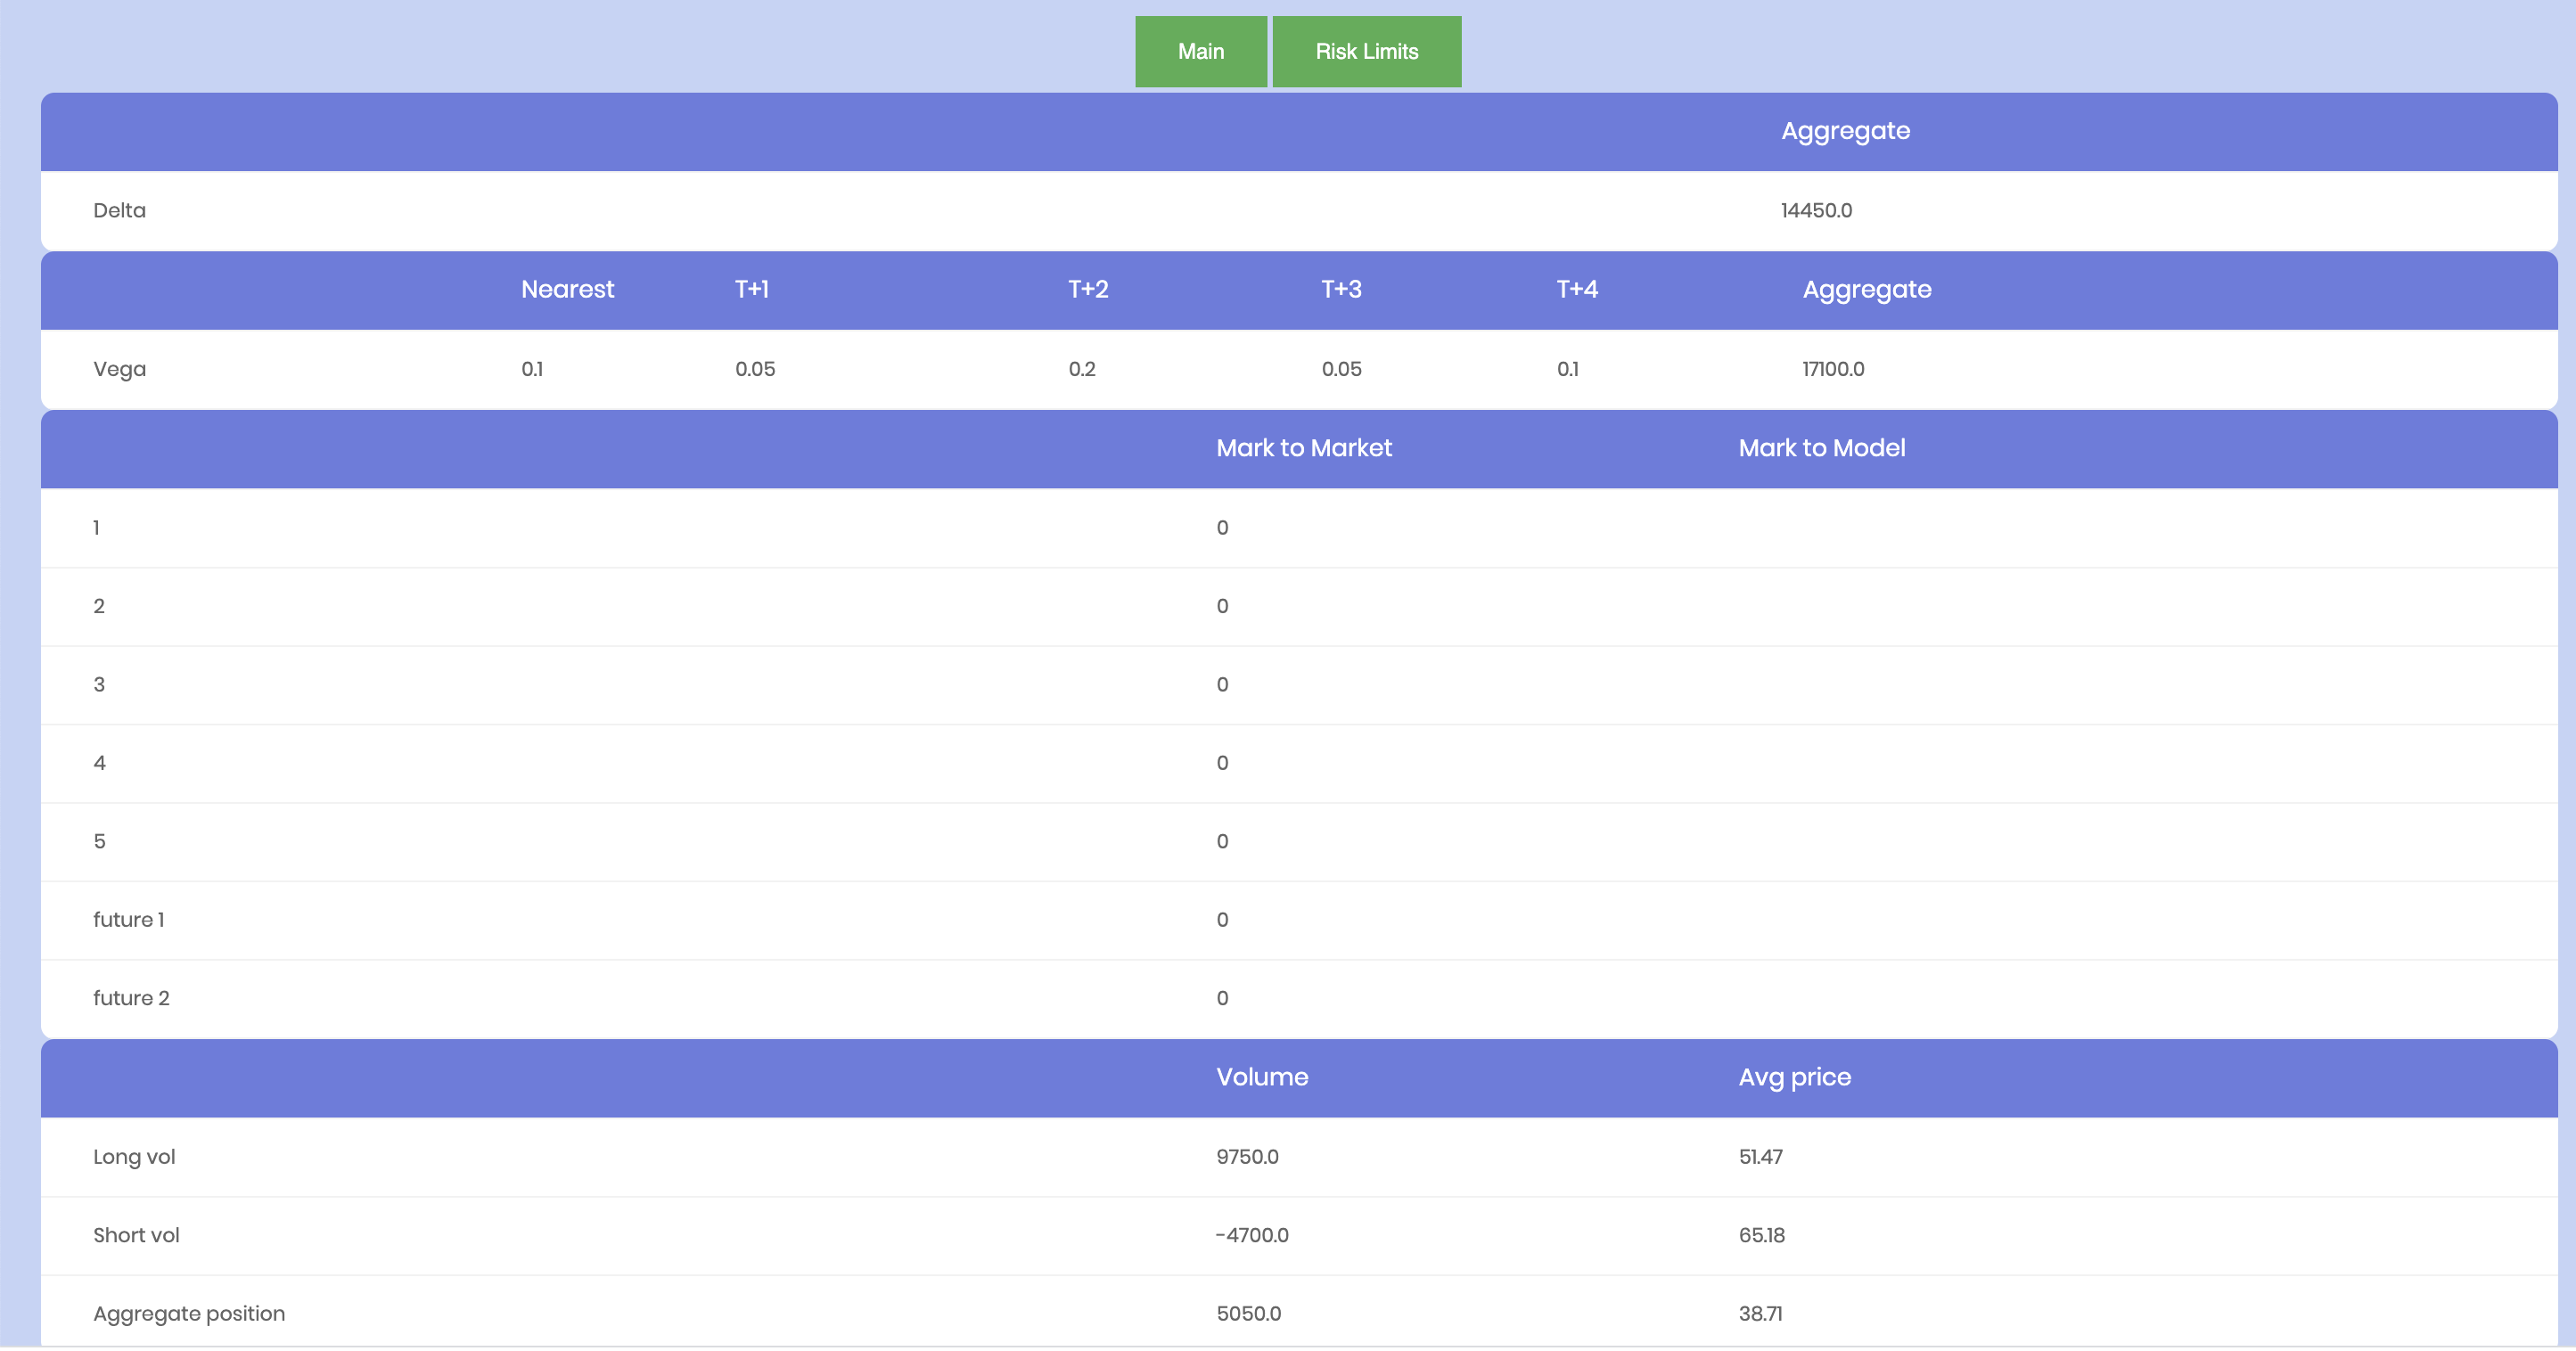 Main Risk Limits
Aggregate
Delta 14450.0
Nearest T+1 T+2 T+3 T+4 Aggregate
Vega 0.1 0.05 0.2 0.05 0.1 17100.0
Mark to Market Mark to Model
1 0
2 0
3 0
4 0
5 0
future 1 0
future 2 0
Volume Avg price
Long vol 9750.0 51.47
Short vol -4700.0 65.18
Aggregate position 5050.0 38.71